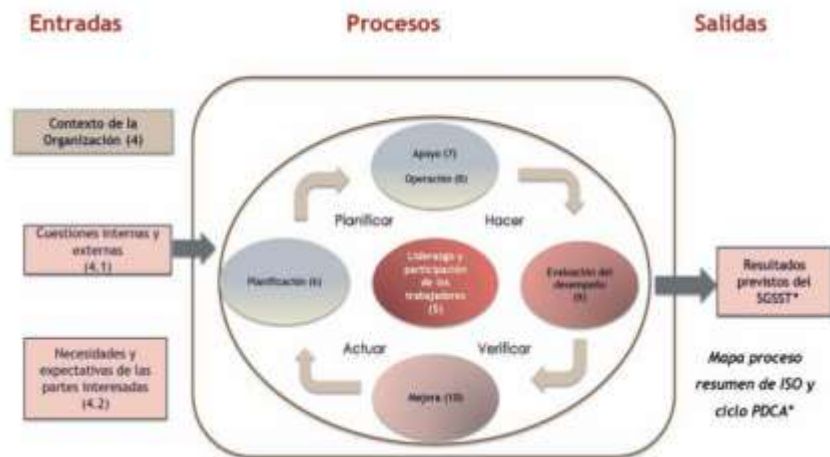 Entradas
Procesos
Salidas
Contexto de la
Organización (4)
Cuestiones internas y
externas
(4.1)
Necesidades y
expectativas de las
partes interesadas
(4.2)
Apoyo (7)
Operación (8)
Planificar
Hacer
Planificación (6)
Liderazgo y
participación
de los
trabajadores
(5)
Evaluación del
desempeño
(9)
Actuar
Verificar
Mejora (10)
Resultados
previstos del
SGSST*
Mapa proceso
resumen de ISO y
ciclo PDCA*